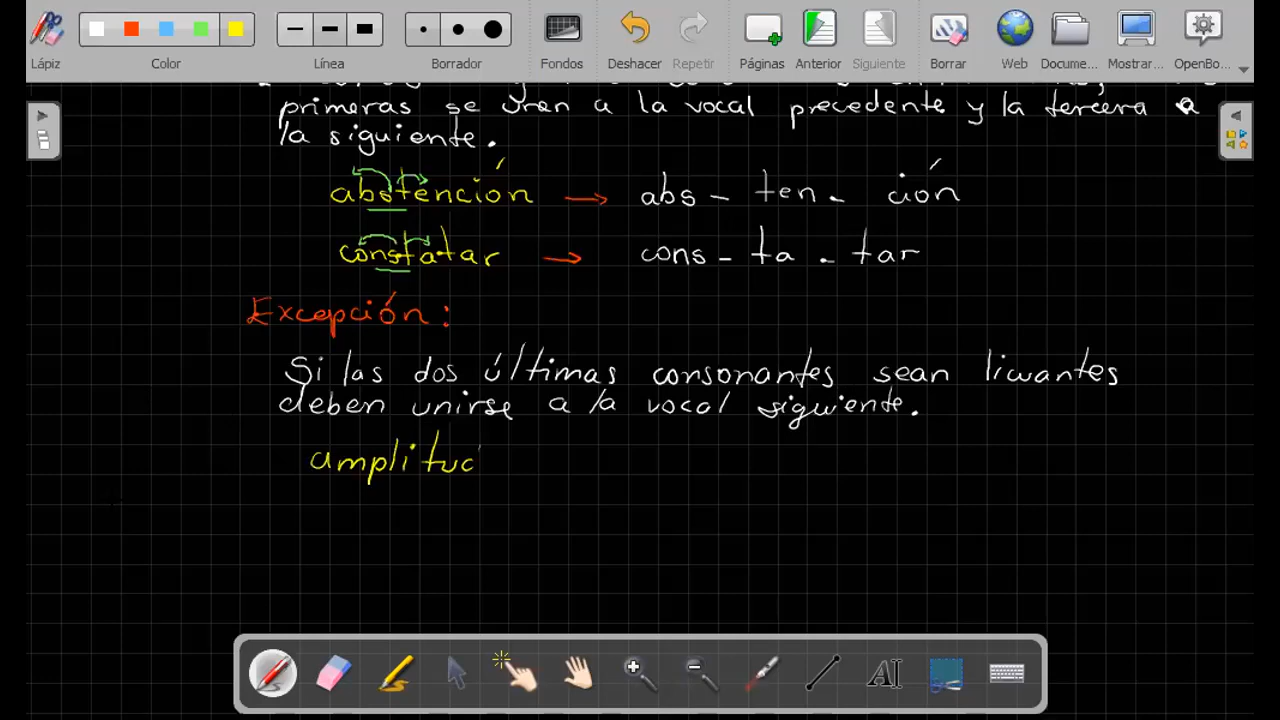 Lápiz Color Línea Borrador Fondos Deshacer Repetir Páginas Anterior Siguiente Borrar Web Docume... Mostrar... OpenBo...
primeras se unen a la vocal precedente y la tercera a
la siguiente.
abstención → abs - ten - ción
constatar → cons - ta - tar
Excepción:
Si las dos últimas consonantes sean licuantes
deben unirse a la vocal siguiente.
amplituc